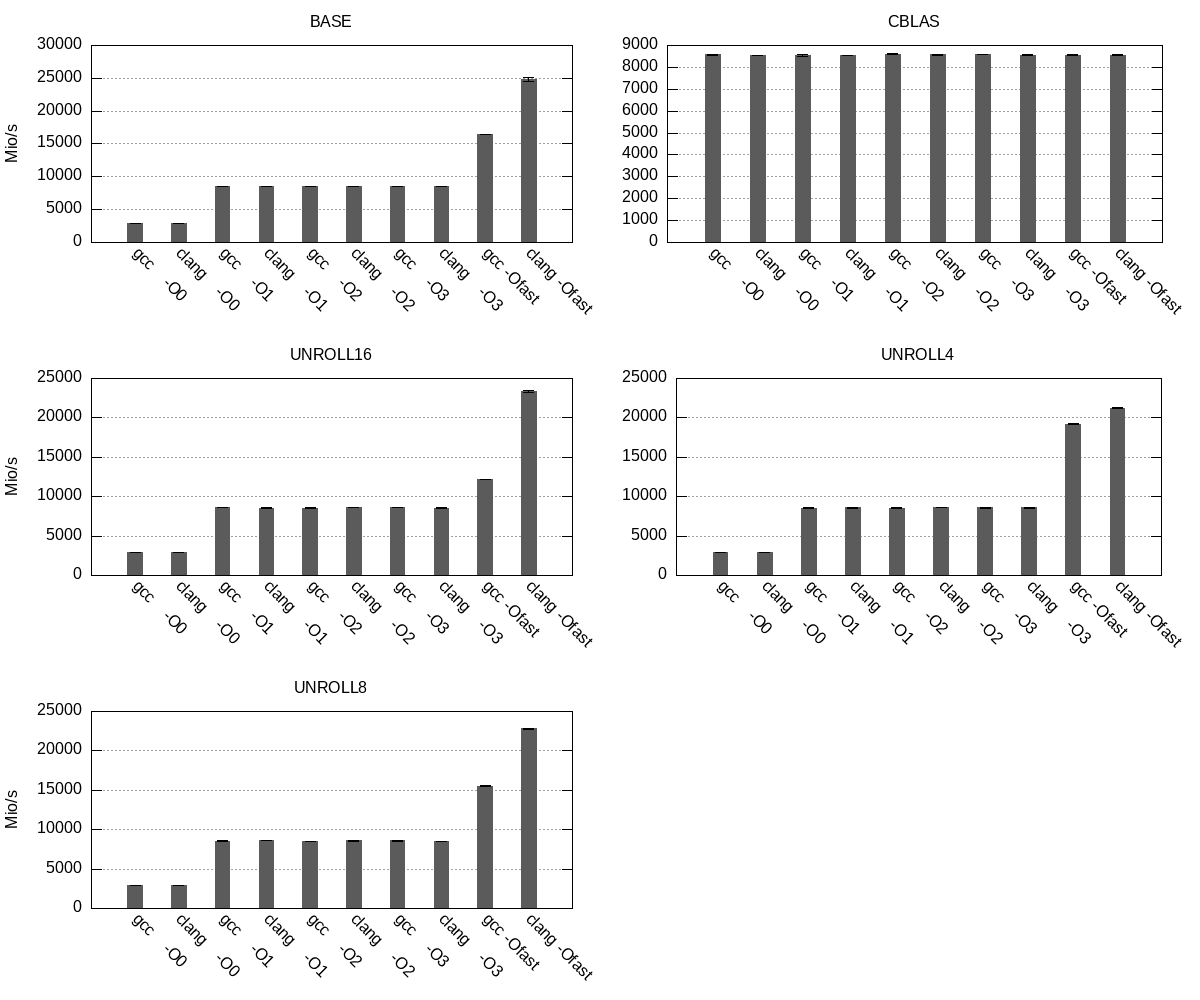 BASE
30000
25000
20000
15000
10000
5000
0
Mio/s
gcc -O0
clang -O0
gcc -O1
clang -O1
gcc -O2
clang -O2
gcc -O3
clang -O3
gcc -Ofast
clang -Ofast
CBLAS
9000
8000
7000
6000
5000
4000
3000
2000
1000
0
gcc -O0
clang -O0
gcc -O1
clang -O1
gcc -O2
clang -O2
gcc -O3
clang -O3
gcc -Ofast
clang -Ofast
UNROLL16
25000
20000
15000
10000
5000
0
Mio/s
gcc -O0
clang -O0
gcc -O1
clang -O1
gcc -O2
clang -O2
gcc -O3
clang -O3
gcc -Ofast
clang -Ofast
UNROLL4
25000
20000
15000
10000
5000
0
gcc -O0
clang -O0
gcc -O1
clang -O1
gcc -O2
clang -O2
gcc -O3
clang -O3
gcc -Ofast
clang -Ofast
UNROLL8
25000
20000
15000
10000
5000
0
Mio/s
gcc -O0
clang -O0
gcc -O1
clang -O1
gcc -O2
clang -O2
gcc -O3
clang -O3
gcc -Ofast
clang -Ofast